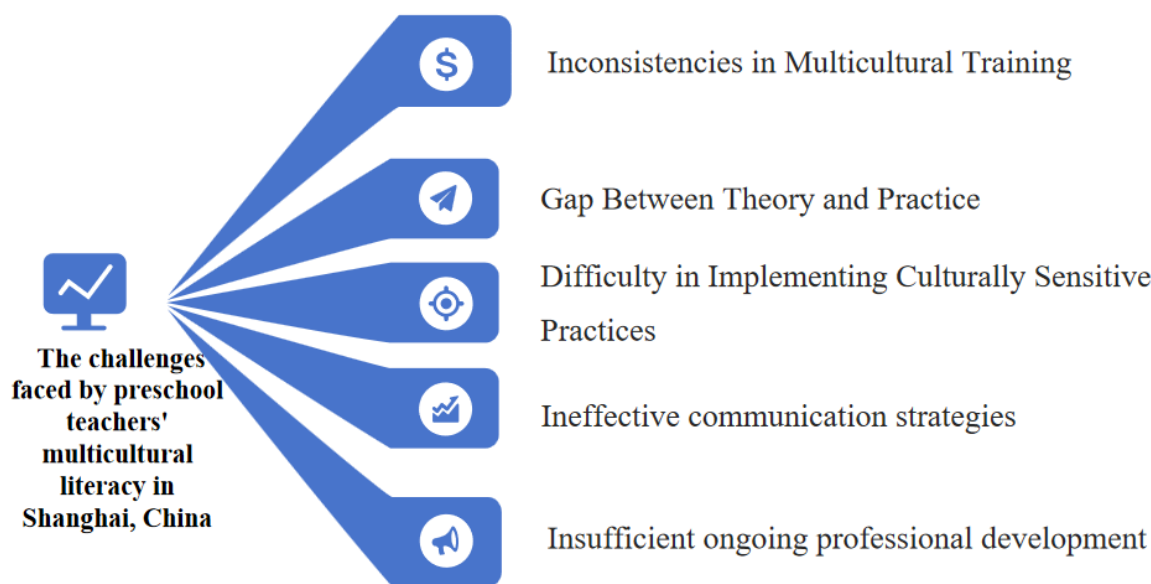 Inconsistencies in Multicultural Training
Gap Between Theory and Practice
Difficulty in Implementing Culturally Sensitive
Practices
Ineffective communication strategies
Insufficient ongoing professional development
The challenges
faced by preschool
teachers'
multicultural
literacy in
Shanghai, China
$